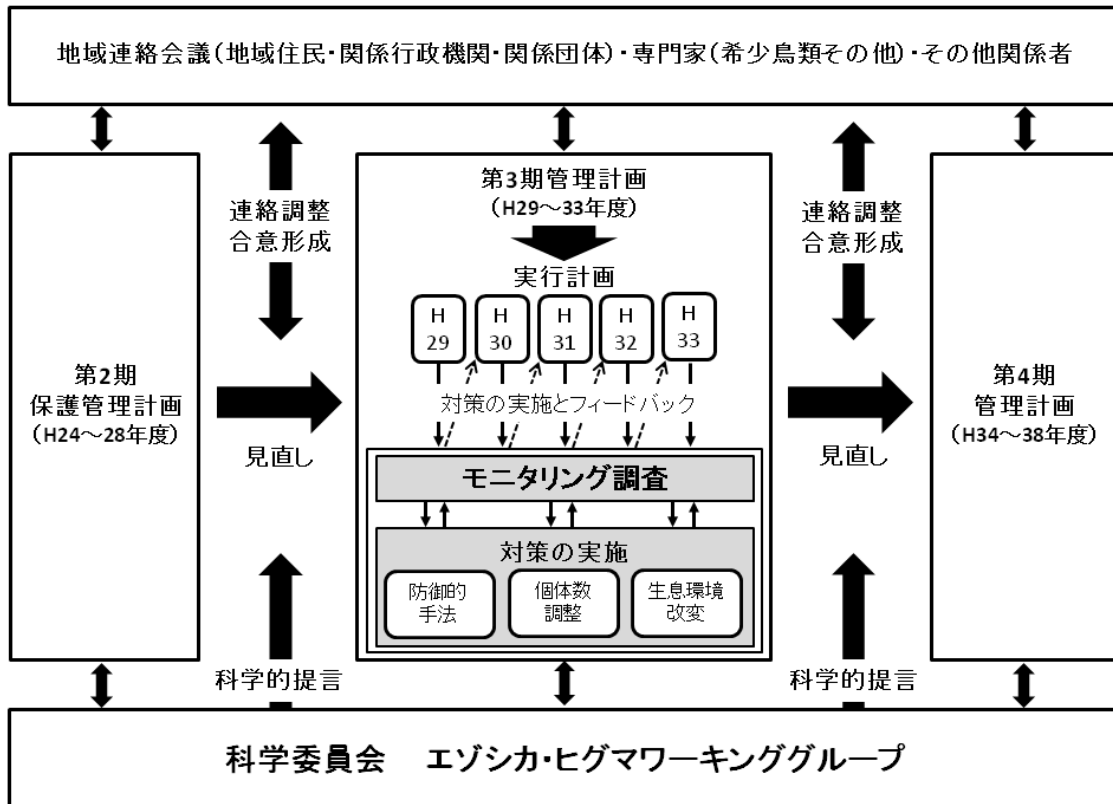 地域連絡会議(地域住民・関係行政機関・関係団体)・専門家(希少鳥類その他)・その他関係者
連絡調整
合意形成
第3期管理計画
(H29～33年度)
連絡調整
合意形成
実行計画
H
29
H
30
H
31
H
32
H
33
第2期
保護管理計画
(H24～28年度)
見直し
対策の実施とフィードバック
見直し
第4期
管理計画
(H34～38年度)
モニタリング調査
対策の実施
防御的
手法
個体数
調整
生息環境
改変
科学的提言
科学的提言
科学委員会 エゾシカ・ヒグマワーキンググループ